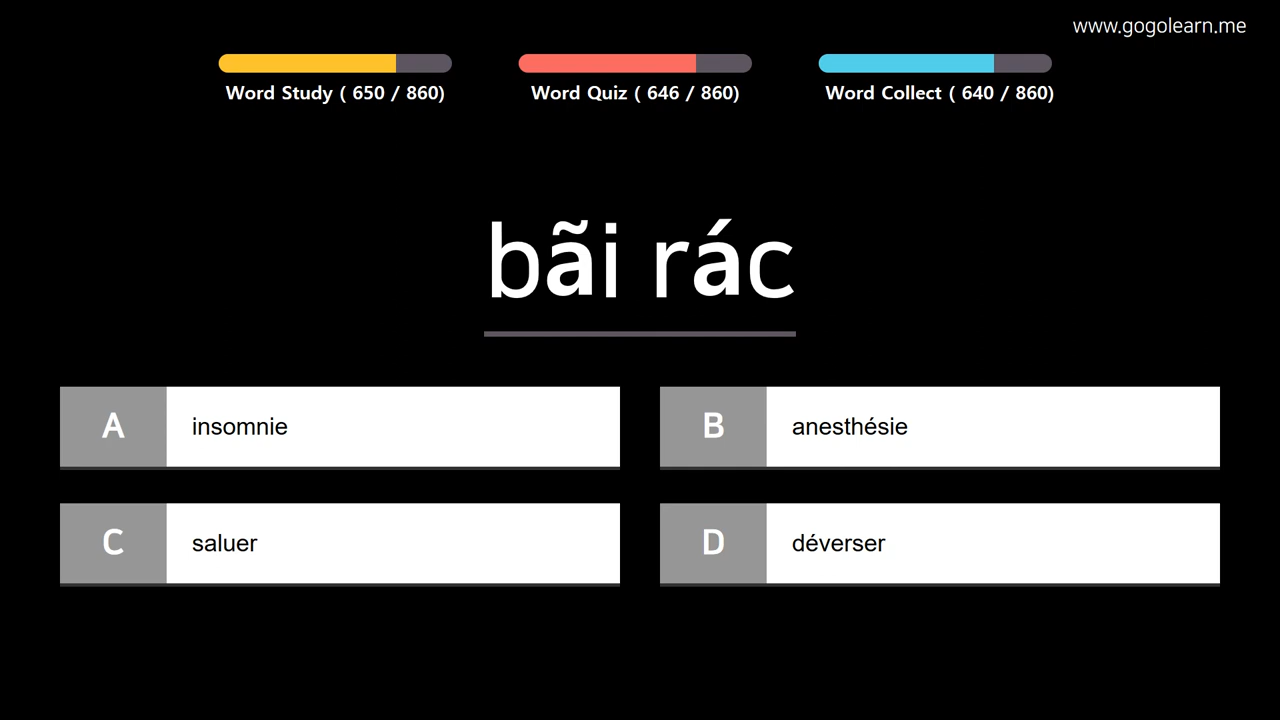 www.gogolearn.me
Word Study ( 650 / 860)
Word Quiz ( 646 / 860)
Word Collect ( 640 / 860)
bãi rác
A insomnie
B anesthésie
C saluer
D déverser